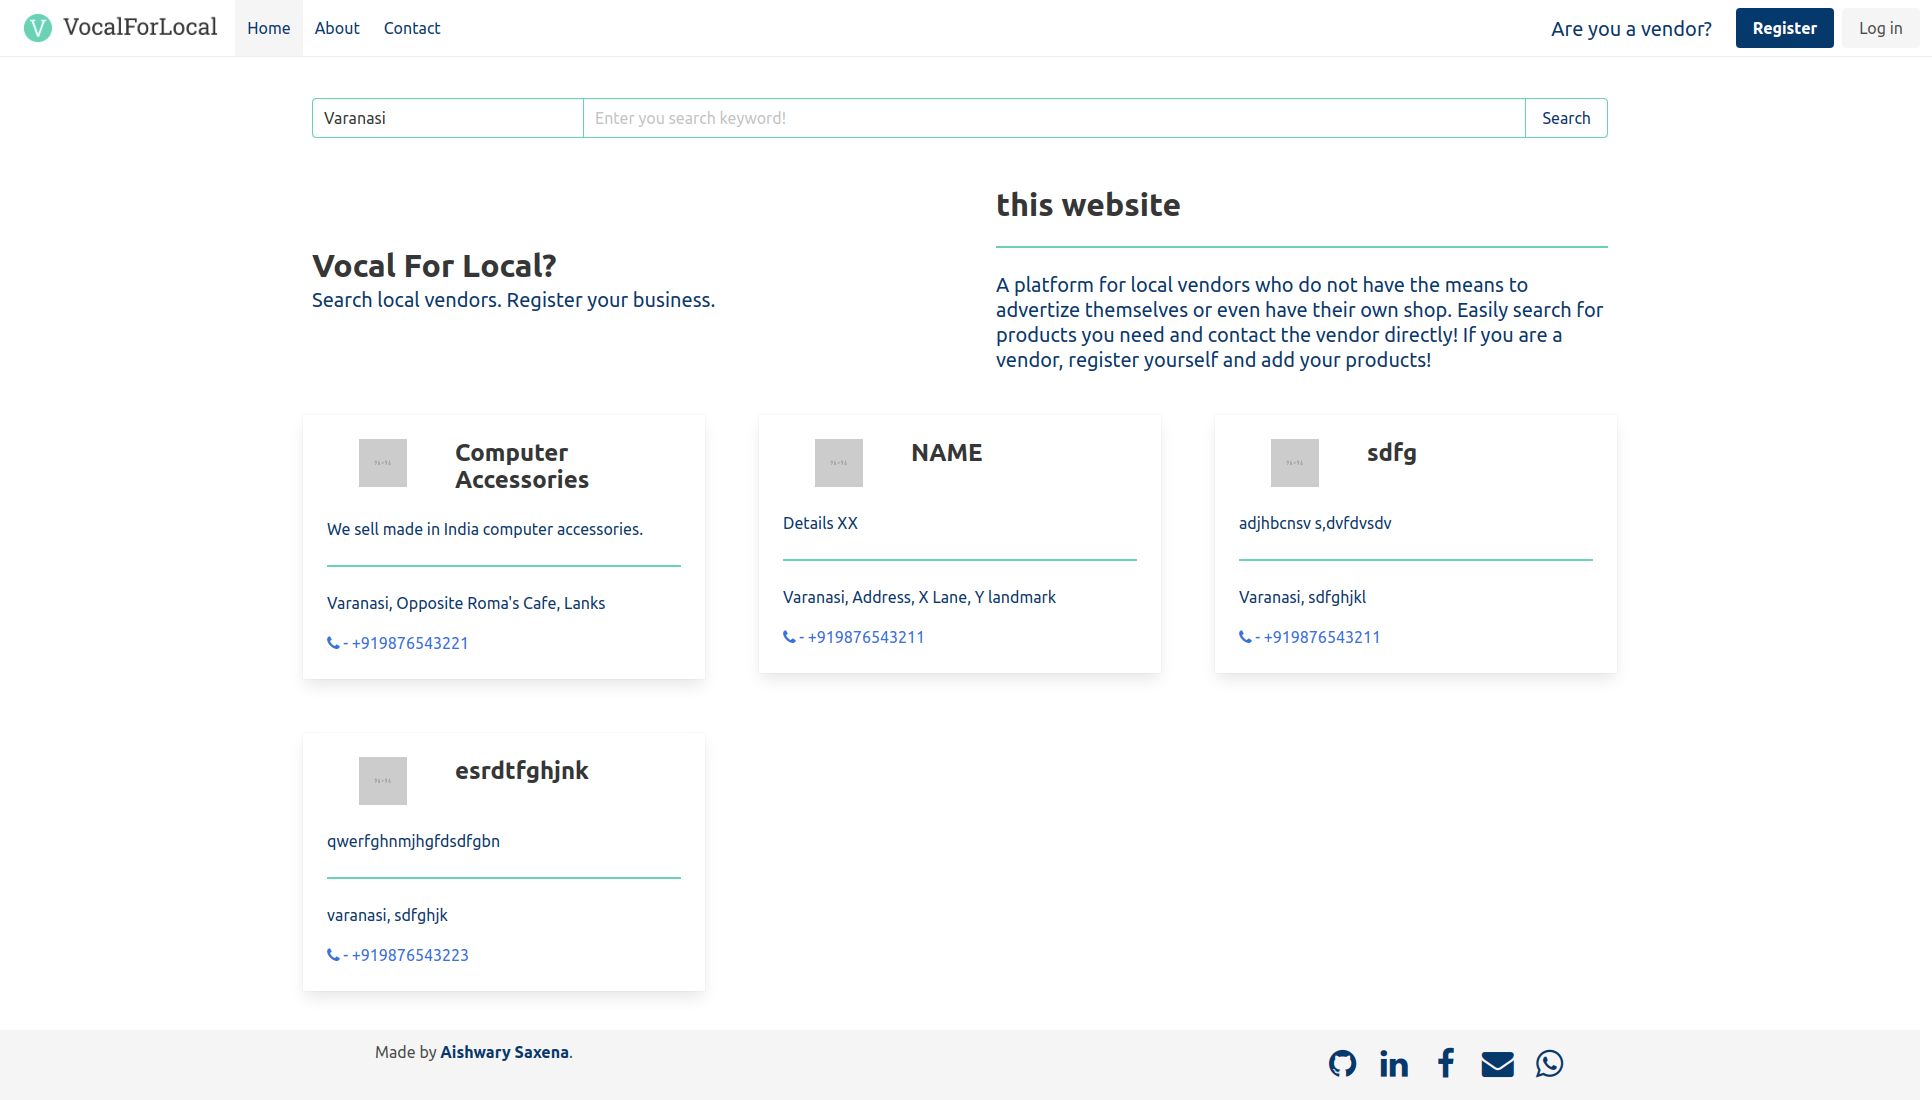 V VocalForLocal Home About Contact Are you a vendor? Register Log in
Varanasi Enter you search keyword! Search
Vocal For Local?
Search local vendors. Register your business.
this website
A platform for local vendors who do not have the means to
advertize themselves or even have their own shop. Easily search for
products you need and contact the vendor directly! If you are a
vendor, register yourself and add your products!
Computer
Accessories
We sell made in India computer accessories.
Varanasi, Opposite Roma's Cafe, Lanks
- +919876543221
NAME
Details XX
Varanasi, Address, X Lane, Y landmark
- +919876543211
sdfg
adjhbcnsv s,dvfdvsdv
Varanasi, sdfghjkl
- +919876543211
esrdtfghjnk
qwerfghnmjhgfdsdfgbn
varanasi, sdfghjk
- +919876543223
Made by Aishwary Saxena.